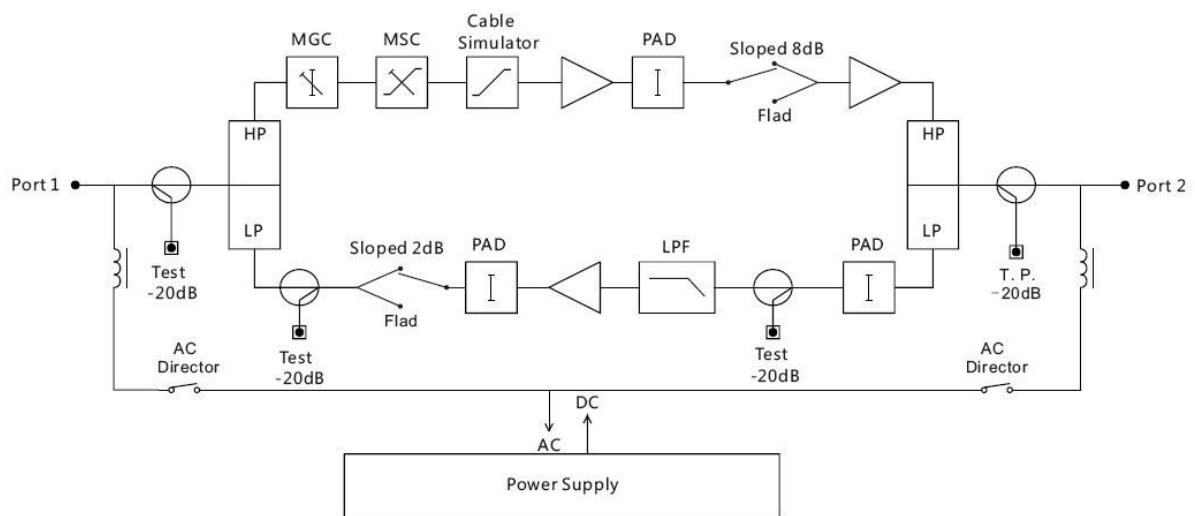 Cable
MGC MSC Simulator PAD Sloped 8dB
Flad
HP HP
Port 1 Port 2
LP LP
Sloped 2dB PAD LPF PAD
Test T. P.
-20dB -20dB
Flad
Test Test
-20dB -20dB
AC AC
Director Director
DC
AC
Power Supply